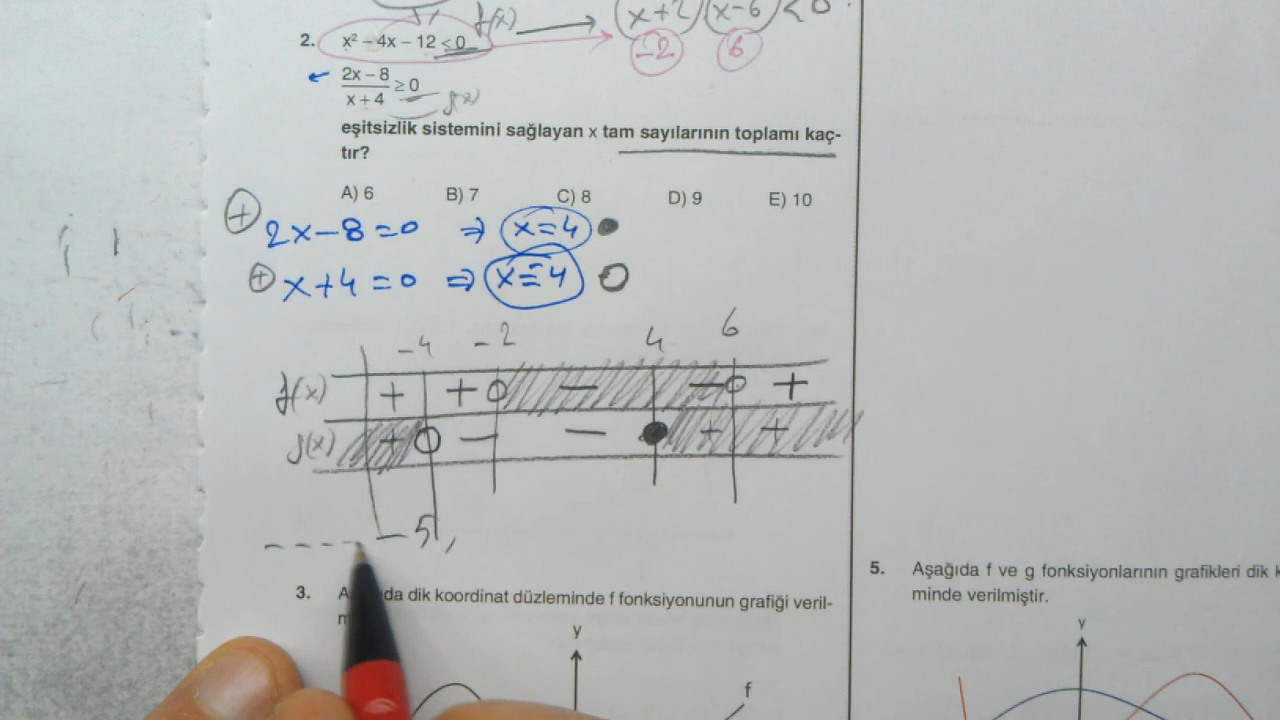 f(x) (x+2)(x-6)<0
2. x² – 4x – 12 < 0
-2 6
2x – 8
x + 4
≥ 0
g(x)
eşitsizlik sistemini sağlayan x tam sayılarının toplamı kaç-
tır?
A) 6 B) 7 C) 8 D) 9 E) 10
+ 2x-8=0 ⇒ x=4
+ x+4=0 ⇒ x=-4
-4 -2 4 6
f(x) + + - - +
g(x) + - - + +
---- -5,
3. da dik koordinat düzleminde f fonksiyonunun grafiği veril-
y
f
5. Aşağıda f ve g fonksiyonlarının grafikleri dik k
minde verilmiştir.
y